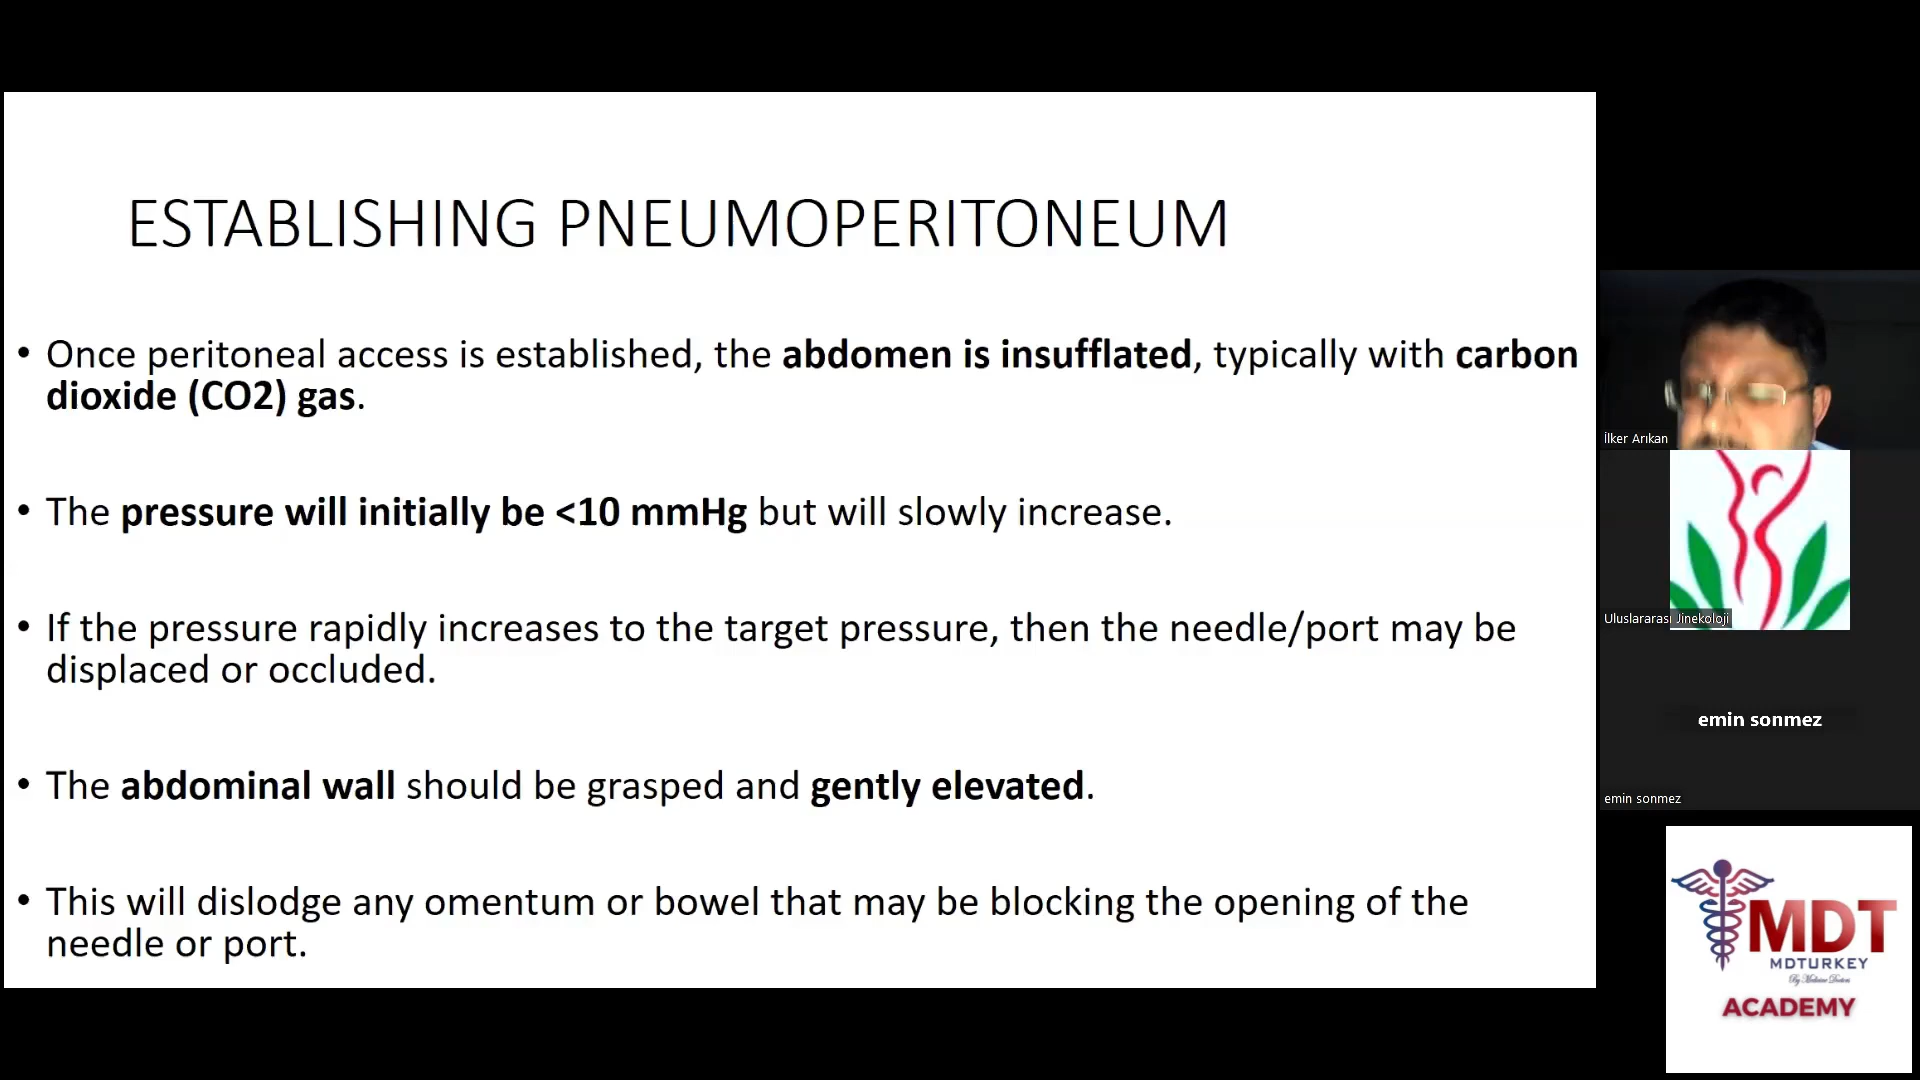 ESTABLISHING PNEUMOPERITONEUM
• Once peritoneal access is established, the abdomen is insufflated, typically with carbon
dioxide (CO2) gas.
• The pressure will initially be <10 mmHg but will slowly increase.
• If the pressure rapidly increases to the target pressure, then the needle/port may be
displaced or occluded.
• The abdominal wall should be grasped and gently elevated.
• This will dislodge any omentum or bowel that may be blocking the opening of the
needle or port.
İlker Arıkan
Uluslararası Jinekoloji
emin sonmez
emin sonmez
MDT
MDTURKEY
By Medicine Doctors
ACADEMY